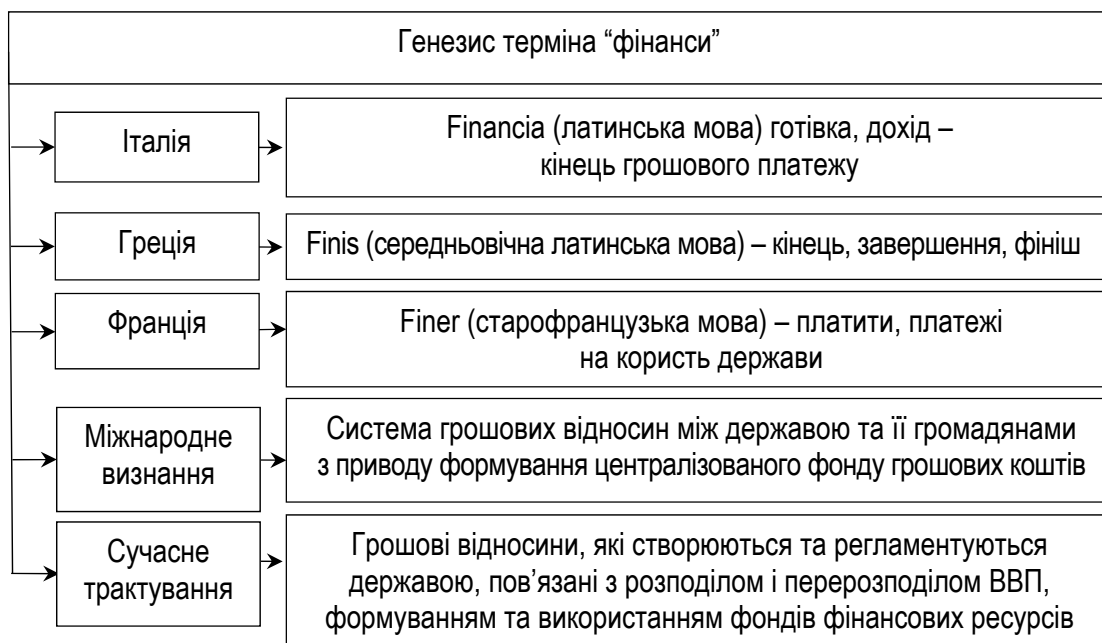 Генезис терміна “фінанси”
Італія
Financia (латинська мова) готівка, дохід –
кінець грошового платежу
Греція
Finis (середньовічна латинська мова) – кінець, завершення, фініш
Франція
Finer (старофранцузька мова) – платити, платежі
на користь держави
Міжнародне
визнання
Система грошових відносин між державою та її громадянами
з приводу формування централізованого фонду грошових коштів
Сучасне
трактування
Грошові відносини, які створюються та регламентуються
державою, пов’язані з розподілом і перерозподілом ВВП,
формуванням та використанням фондів фінансових ресурсів